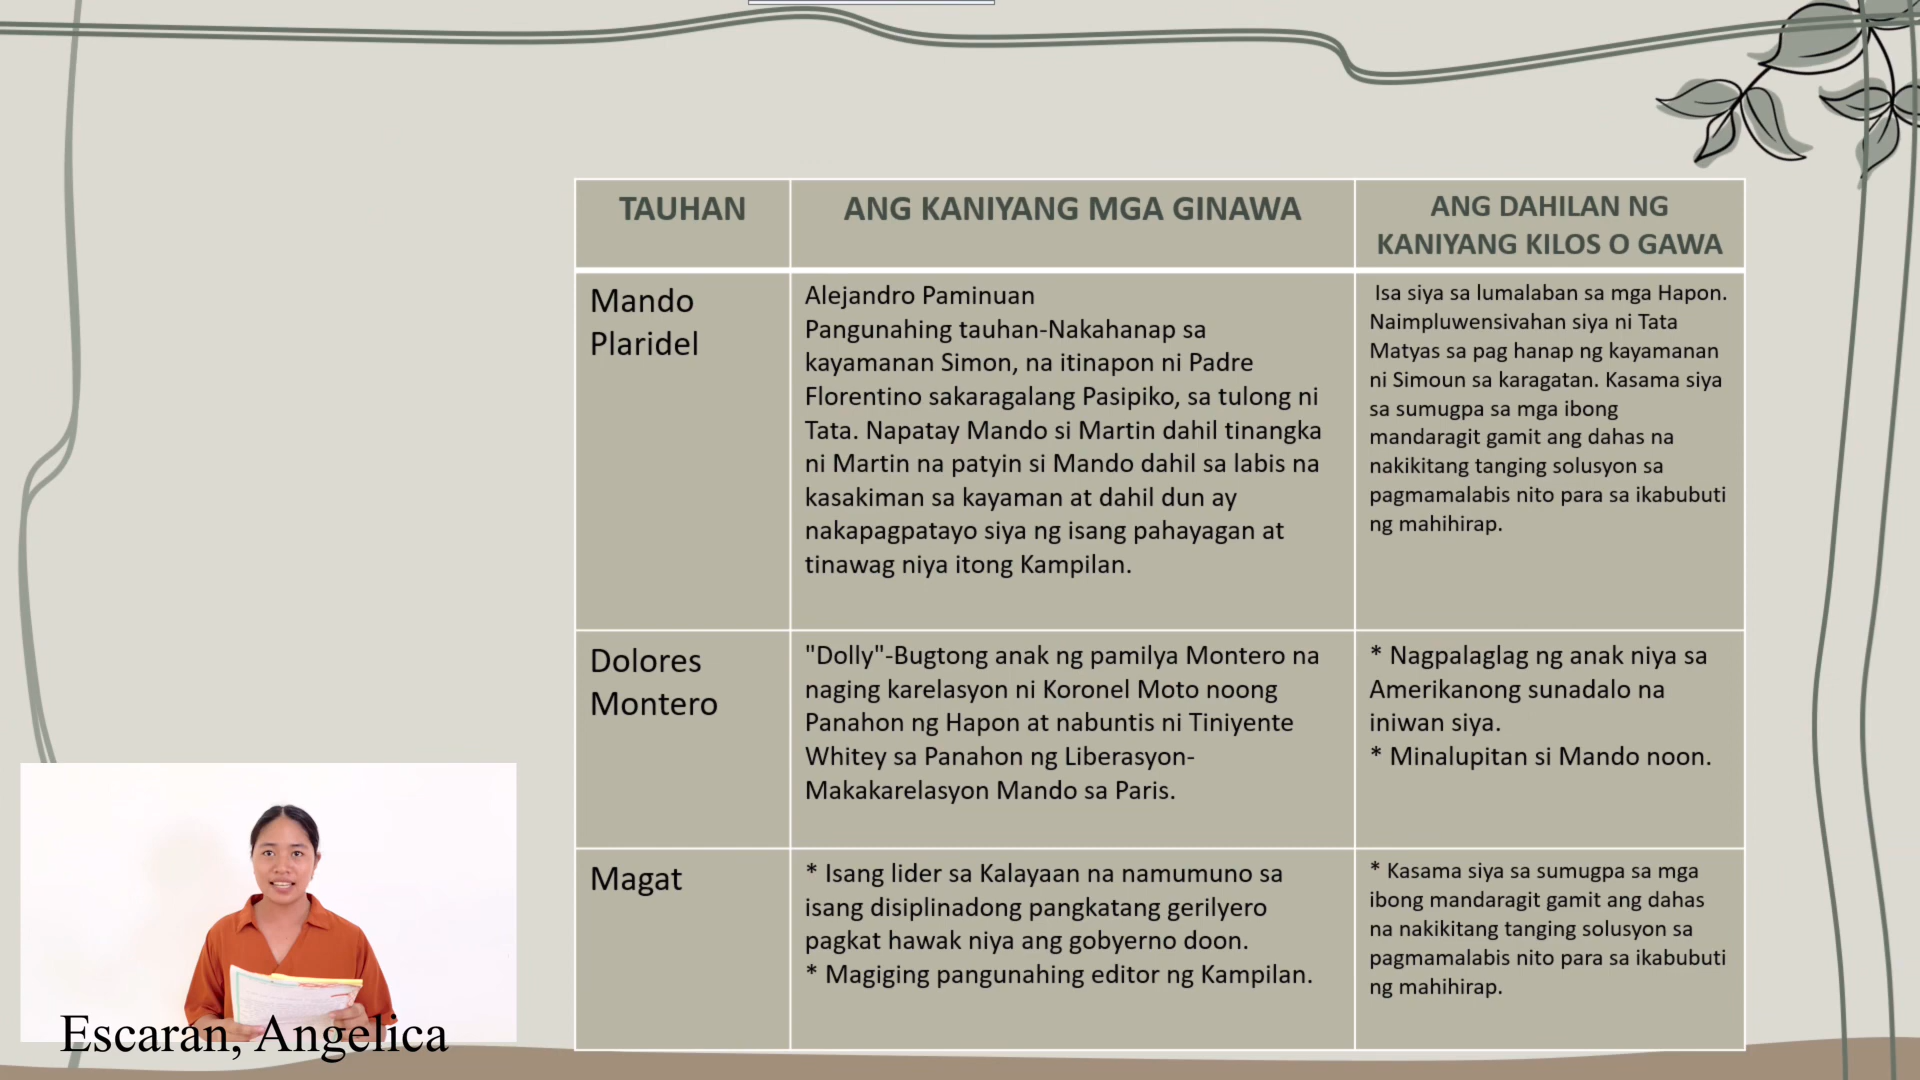 TAUHAN
ANG KANIYANG MGA GINAWA
ANG DAHILAN NG
KANIYANG KILOS O GAWA
Mando
Plaridel
Alejandro Paminuan
Pangunahing tauhan-Nakahanap sa
kayamanan Simon, na itinapon ni Padre
Florentino sakaragalang Pasipiko, sa tulong ni
Tata. Napatay Mando si Martin dahil tinangka
ni Martin na patyin si Mando dahil sa labis na
kasakiman sa kayaman at dahil dun ay
nakapagpatayo siya ng isang pahayagan at
tinawag niya itong Kampilan.
Isa siya sa lumalaban sa mga Hapon.
Naimpluwensivahan siya ni Tata
Matyas sa pag hanap ng kayamanan
ni Simoun sa karagatan. Kasama siya
sa sumugpa sa mga ibong
mandaragit gamit ang dahas na
nakikitang tanging solusyon sa
pagmamalabis nito para sa ikabubuti
ng mahihirap.
Dolores
Montero
"Dolly"-Bugtong anak ng pamilya Montero na
naging karelasyon ni Koronel Moto noong
Panahon ng Hapon at nabuntis ni Tiniyente
Whitey sa Panahon ng Liberasyon-
Makakarelasyon Mando sa Paris.
* Nagpalaglag ng anak niya sa
Amerikanong sunadalo na
iniwan siya.
* Minalupitan si Mando noon.
Magat
* Isang lider sa Kalayaan na namumuno sa
isang disiplinadong pangkatang gerilyero
pagkat hawak niya ang gobyerno doon.
* Magiging pangunahing editor ng Kampilan.
* Kasama siya sa sumugpa sa mga
ibong mandaragit gamit ang dahas
na nakikitang tanging solusyon sa
pagmamalabis nito para sa ikabubuti
ng mahihirap.
Escaran, Angelica